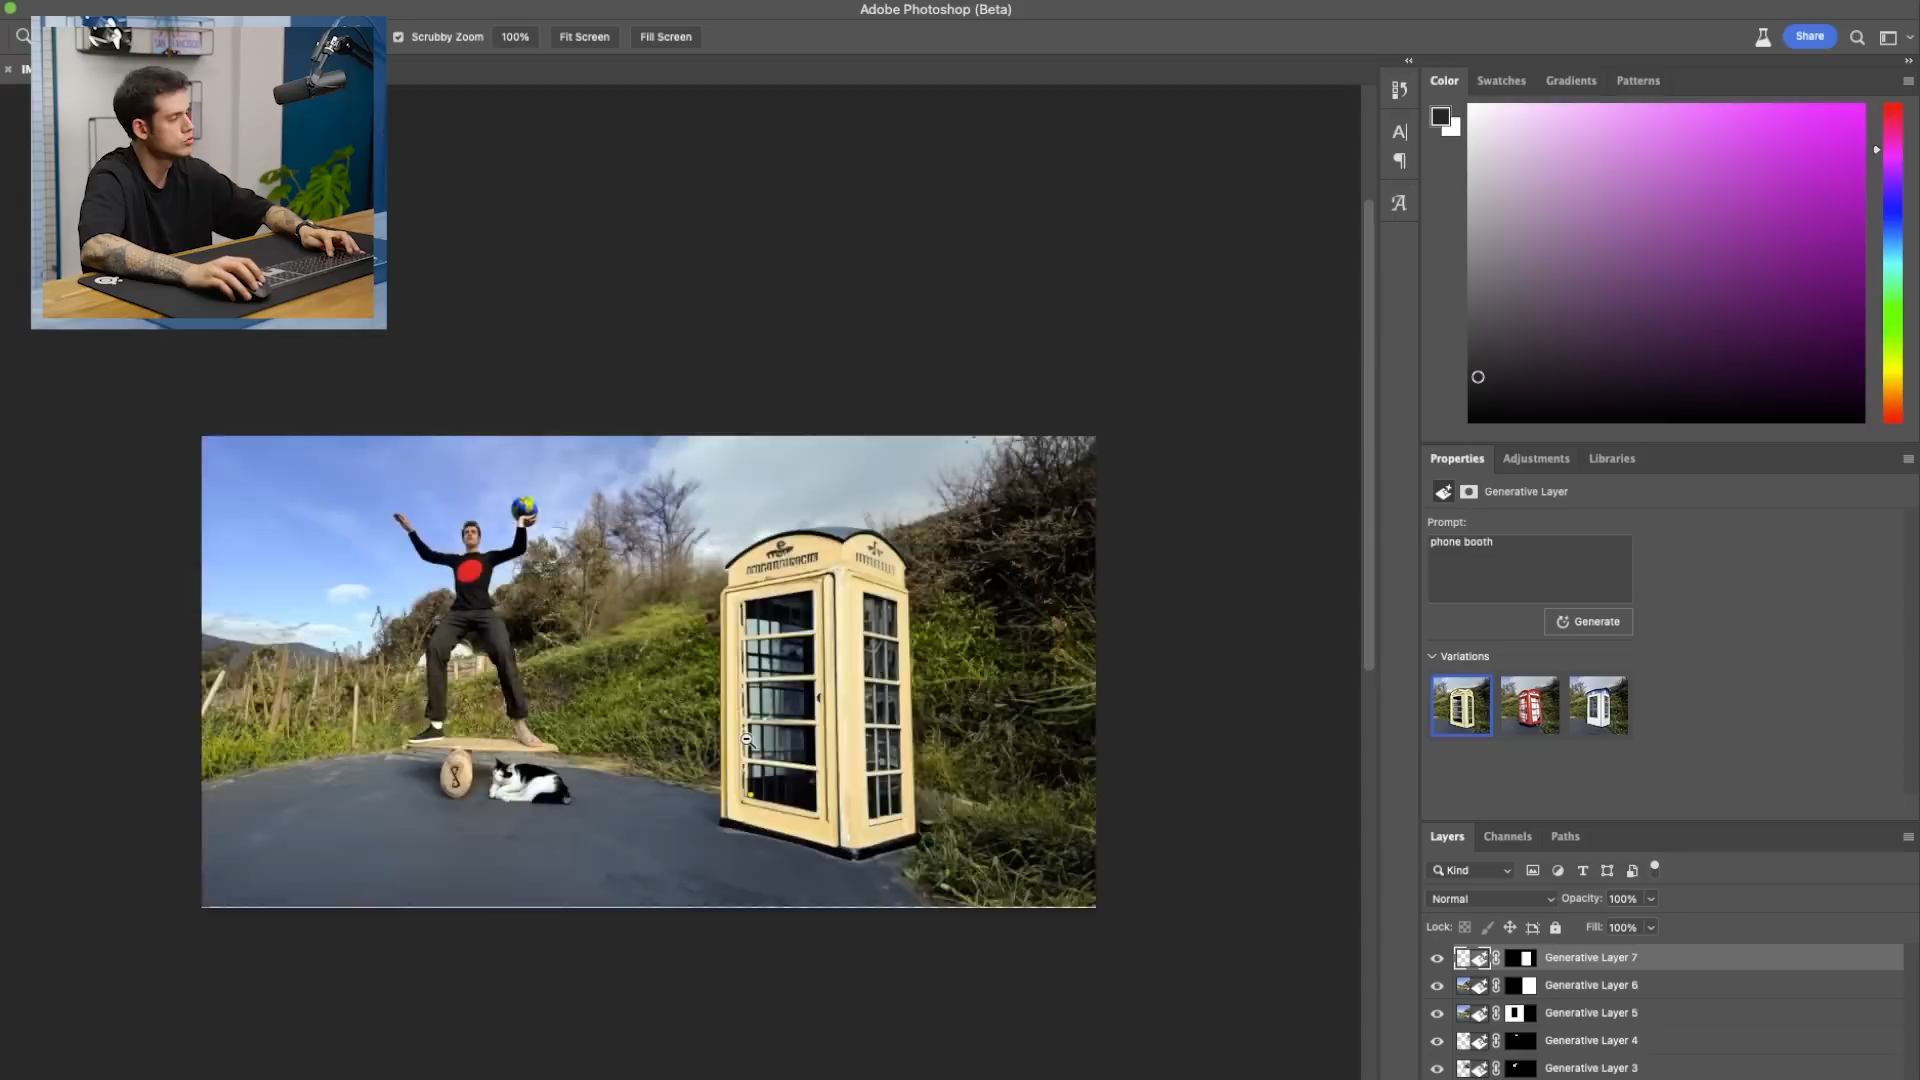 Adobe Photoshop (Beta)
Scrubby Zoom
100%
Fit Screen
Fill Screen
Share
Color
Swatches
Gradients
Patterns
Properties
Adjustments
Libraries
Generative Layer
Prompt:
phone booth
Generate
Variations
Layers
Channels
Paths
Kind
Normal
Opacity: 100%
Lock:
Fill: 100%
Generative Layer 7
Generative Layer 6
Generative Layer 5
Generative Layer 4
Generative Layer 3